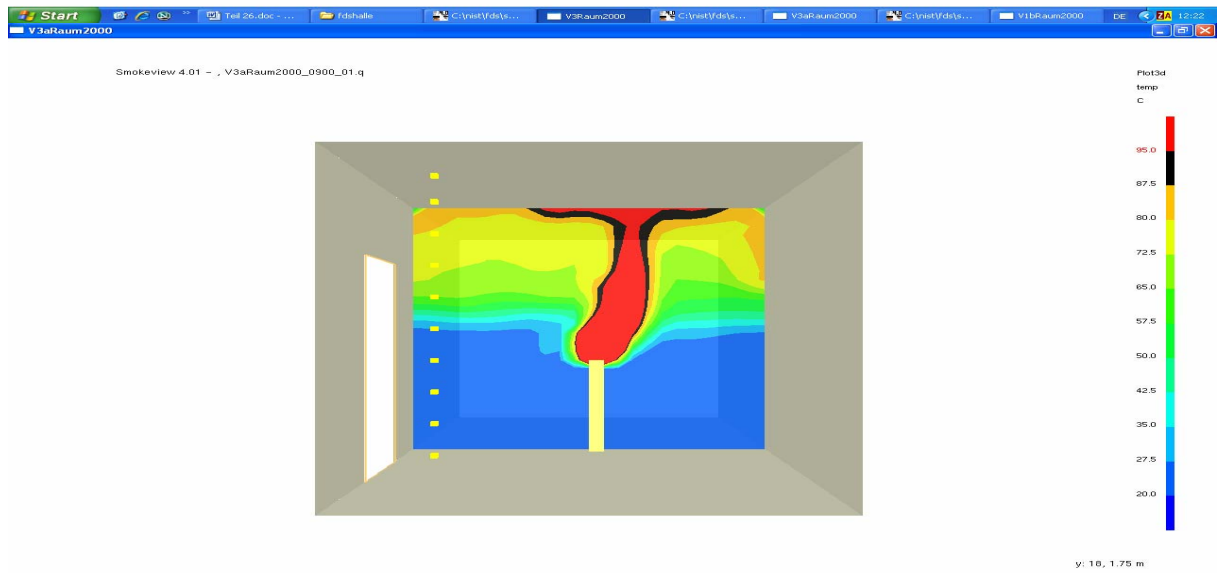 Start
Teil 26.doc - ...
fdshalle
C:\nist\fds\s...
V3Raum2000
C:\nist\fds\s...
V3aRaum2000
C:\nist\fds\s...
V1bRaum2000
DE
12:22
V3aRaum2000
Smokeview 4.01 - , V3aRaum2000_0900_01.q
Plot3d
temp
C
95.0
87.5
80.0
72.5
65.0
57.5
50.0
42.5
35.0
27.5
20.0
y: 18, 1.75 m